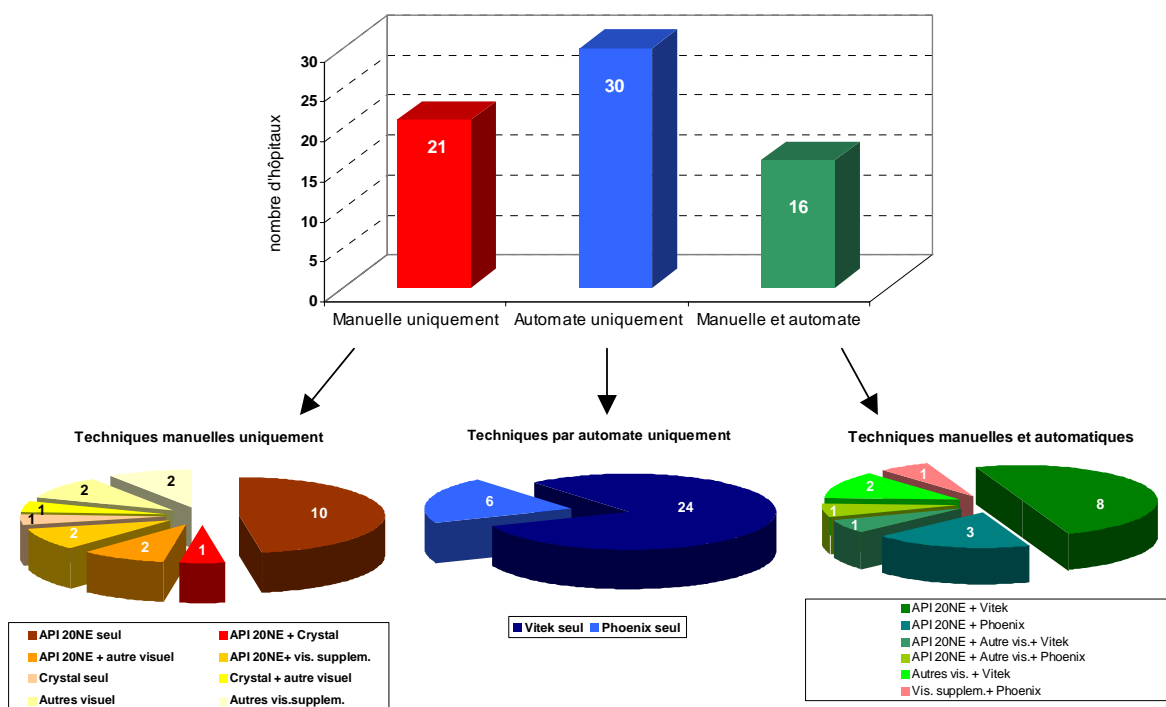 nombre d'hôpitaux
30
25
20
15
10
5
0
21
30
16
Manuelle uniquement
Automate uniquement
Manuelle et automate
Techniques manuelles uniquement
2
2
1
1
2
2
1
10
API 20NE seul
API 20NE + Crystal
API 20NE + autre visuel
API 20NE+ vis. supplem.
Crystal seul
Crystal + autre visuel
Autres visuel
Autres vis.supplem.
Techniques par automate uniquement
6
24
Vitek seul
Phoenix seul
Techniques manuelles et automatiques
1
2
1
1
3
8
API 20NE + Vitek
API 20NE + Phoenix
API 20NE + Autre vis.+ Vitek
API 20NE + Autre vis.+ Phoenix
Autres vis. + Vitek
Vis. supplem.+ Phoenix